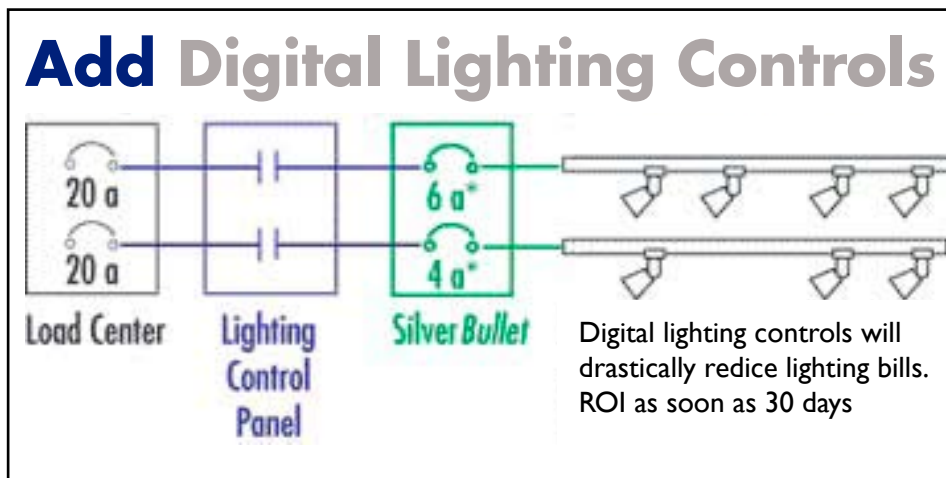 Add Digital Lighting Controls
20 a
6 a*
20 a
4 a*
Load Center
Lighting
Control
Panel
Silver Bullet
Digital lighting controls will
drastically redice lighting bills.
ROI as soon as 30 days